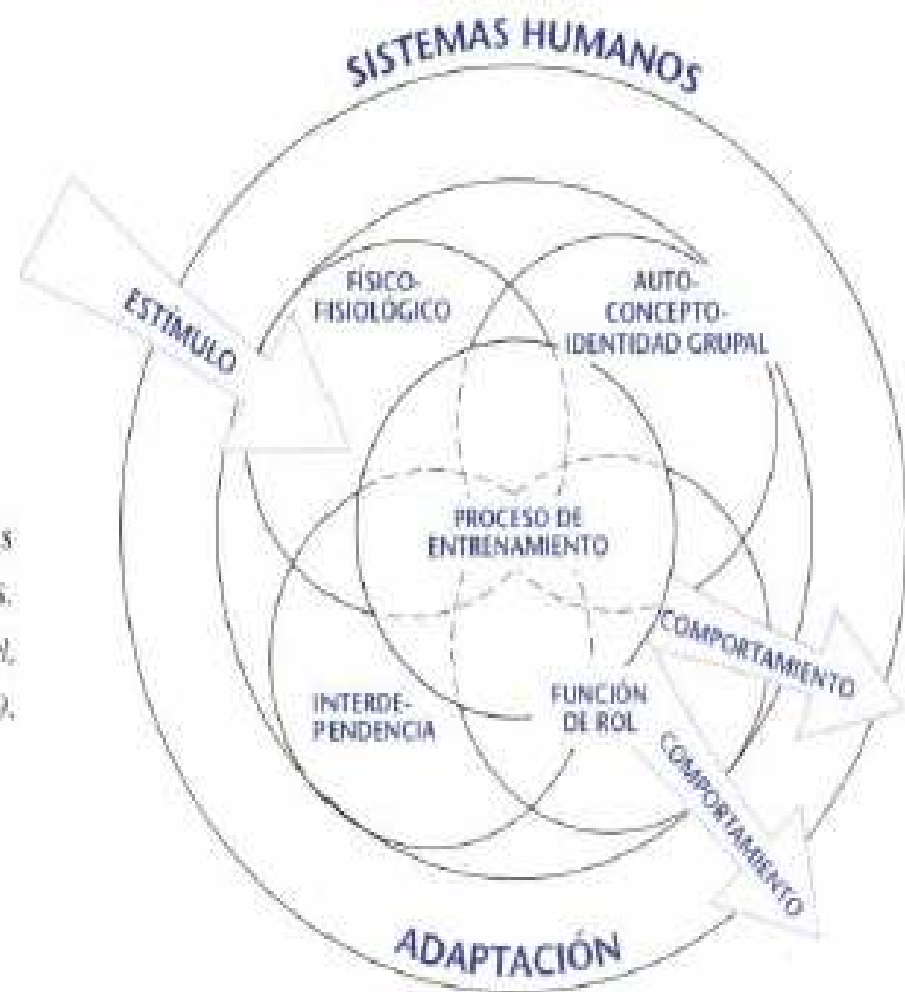 SISTEMAS HUMANOS
ESTÍMULO
FÍSICO-
FISIOLÓGICO
AUTO-
CONCEPTO-
IDENTIDAD GRUPAL
PROCESO DE
ENTRENAMIENTO
COMPORTAMIENTO
INTERDE-
PENDENCIA
FUNCIÓN
DE ROL
COMPORTAMIENTO
ADAPTACIÓN